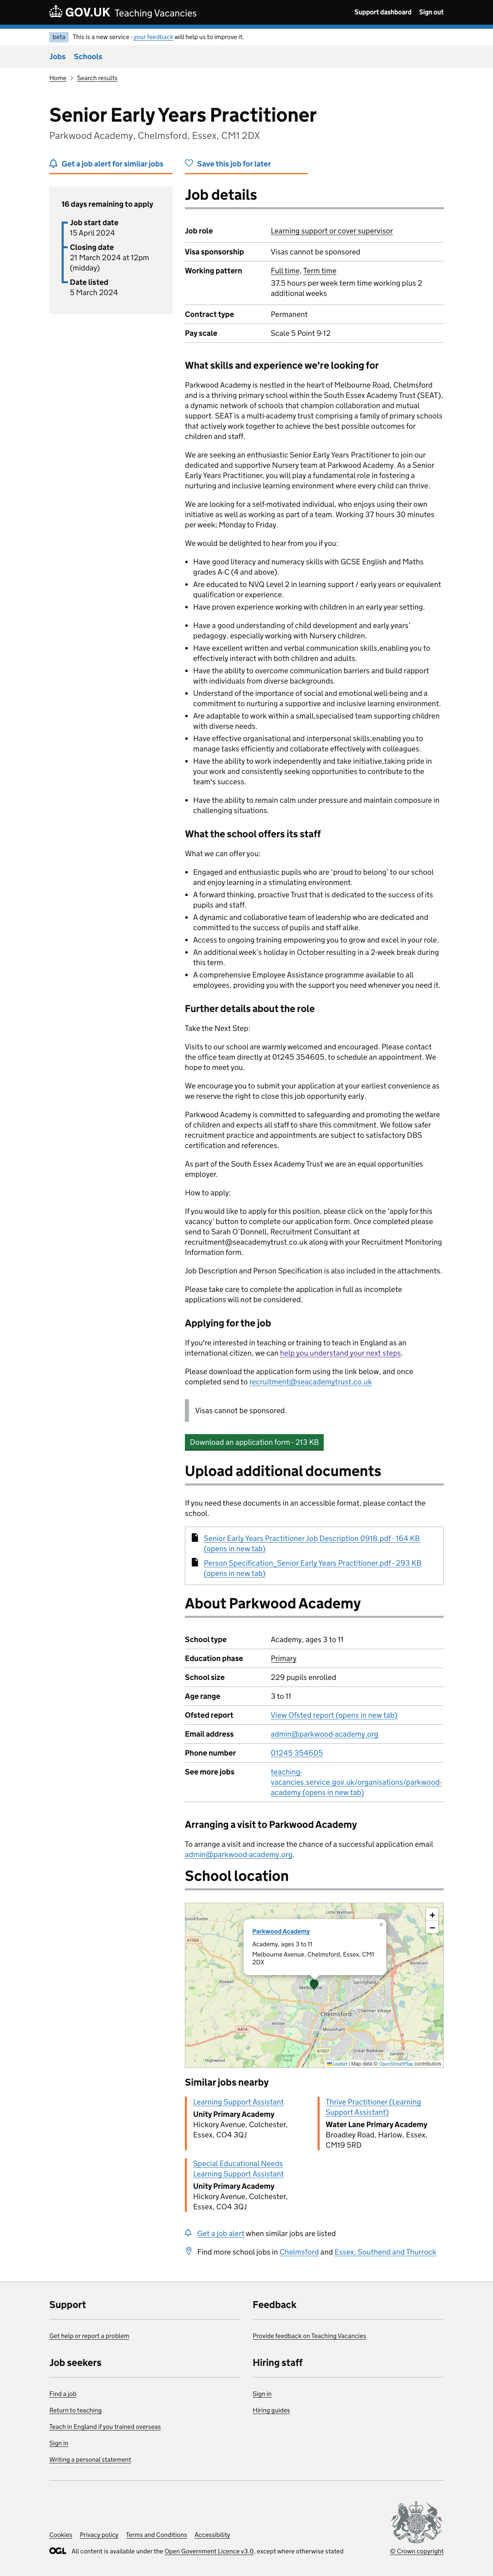 GOV.UK Teaching Vacancies
Support dashboard Sign out
beta This is a new service - your feedback will help us to improve it.
Jobs Schools
Home > Search results
Senior Early Years Practitioner
Parkwood Academy, Chelmsford, Essex, CM1 2DX
Get a job alert for similar jobs
Save this job for later
16 days remaining to apply
Job start date
15 April 2024
Closing date
21 March 2024 at 12pm
(midday)
Date listed
5 March 2024
Job details
Job role Learning support or cover supervisor
Visa sponsorship Visas cannot be sponsored
Working pattern Full time, Term time
37.5 hours per week term time working plus 2
additional weeks
Contract type Permanent
Pay scale Scale 5 Point 9-12
What skills and experience we're looking for
Parkwood Academy is nestled in the heart of Melbourne Road, Chelmsford
and is a thriving primary school within the South Essex Academy Trust (SEAT),
a dynamic network of schools that champion collaboration and mutual
support. SEAT is a multi-academy trust comprising a family of primary schools
that actively work together to achieve the best possible outcomes for
children and staff.
We are seeking an enthusiastic Senior Early Years Practitioner to join our
dedicated and supportive Nursery team at Parkwood Academy. As a Senior
Early Years Practitioner, you will play a fundamental role in fostering a
nurturing and inclusive learning environment where every child can thrive.
We are looking for a self-motivated individual, who enjoys using their own
initiative as well as working as part of a team. Working 37 hours 30 minutes
per week; Monday to Friday.
We would be delighted to hear from you if you:
• Have good literacy and numeracy skills with GCSE English and Maths
grades A-C (4 and above).
• Are educated to NVQ Level 2 in learning support / early years or equivalent
qualification or experience.
• Have proven experience working with children in an early year setting.
• Have a good understanding of child development and early years'
pedagogy, especially working with Nursery children.
• Have excellent written and verbal communication skills,enabling you to
effectively interact with both children and adults.
• Have the ability to overcome communication barriers and build rapport
with individuals from diverse backgrounds.
• Understand of the importance of social and emotional well-being and a
commitment to nurturing a supportive and inclusive learning environment.
• Are adaptable to work within a small,specialised team supporting children
with diverse needs.
• Have effective organisational and interpersonal skills,enabling you to
manage tasks efficiently and collaborate effectively with colleagues.
• Have the ability to work independently and take initiative,taking pride in
your work and consistently seeking opportunities to contribute to the
team's success.
• Have the ability to remain calm under pressure and maintain composure in
challenging situations.
What the school offers its staff
What we can offer you:
• Engaged and enthusiastic pupils who are 'proud to belong' to our school
and enjoy learning in a stimulating environment.
• A forward thinking, proactive Trust that is dedicated to the success of its
pupils and staff.
• A dynamic and collaborative team of leadership who are dedicated and
committed to the success of pupils and staff alike.
• Access to ongoing training empowering you to grow and excel in your role.
• An additional week's holiday in October resulting in a 2-week break during
this term.
• A comprehensive Employee Assistance programme available to all
employees, providing you with the support you need whenever you need it.
Further details about the role
Take the Next Step:
Visits to our school are warmly welcomed and encouraged. Please contact
the office team directly at 01245 354605, to schedule an appointment. We
hope to meet you.
We encourage you to submit your application at your earliest convenience as
we reserve the right to close this job opportunity early.
Parkwood Academy is committed to safeguarding and promoting the welfare
of children and expects all staff to share this commitment. We follow safer
recruitment practice and appointments are subject to satisfactory DBS
certification and references.
As part of the South Essex Academy Trust we are an equal opportunities
employer.
How to apply:
If you would like to apply for this position, please click on the 'apply for this
vacancy' button to complete our application form. Once completed please
send to Sarah O'Donnell, Recruitment Consultant at
recruitment@seacademytrust.co.uk along with your Recruitment Monitoring
Information form.
Job Description and Person Specification is also included in the attachments.
Please take care to complete the application in full as incomplete
applications will not be considered.
Applying for the job
If you're interested in teaching or training to teach in England as an
international citizen, we can help you understand your next steps.
Please download the application form using the link below, and once
completed send to recruitment@seacademytrust.co.uk
Visas cannot be sponsored.
Download an application form - 213 KB
Upload additional documents
If you need these documents in an accessible format, please contact the
school.
Senior Early Years Practitioner Job Description 0918.pdf - 164 KB
(opens in new tab)
Person Specification_Senior Early Years Practitioner.pdf - 293 KB
(opens in new tab)
About Parkwood Academy
School type Academy, ages 3 to 11
Education phase Primary
School size 229 pupils enrolled
Age range 3 to 11
Ofsted report View Ofsted report (opens in new tab)
Email address admin@parkwood-academy.org
Phone number 01245 354605
See more jobs teaching-
vacancies.service.gov.uk/organisations/parkwood-
academy (opens in new tab)
Arranging a visit to Parkwood Academy
To arrange a visit and increase the chance of a successful application email
admin@parkwood-academy.org.
School location
Little Waltham
Good Easter
+
−
×
Parkwood Academy
Academy, ages 3 to 11
Melbourne Avenue, Chelmsford, Essex, CM1
2DX
A1060
Boreham
Roxwell
Springfield
Chelmsford
Chelmer Village
Moulsham
A414
Great Baddow
Highwood
B1007
Leaflet | Map data © OpenStreetMap contributors
Similar jobs nearby
Learning Support Assistant
Unity Primary Academy
Hickory Avenue, Colchester,
Essex, CO4 3QJ
Thrive Practitioner (Learning
Support Assistant)
Water Lane Primary Academy
Broadley Road, Harlow, Essex,
CM19 5RD
Special Educational Needs
Learning Support Assistant
Unity Primary Academy
Hickory Avenue, Colchester,
Essex, CO4 3QJ
Get a job alert when similar jobs are listed
Find more school jobs in Chelmsford and Essex, Southend and Thurrock
Support
Get help or report a problem
Feedback
Provide feedback on Teaching Vacancies
Job seekers
Find a job
Return to teaching
Teach in England if you trained overseas
Sign in
Writing a personal statement
Hiring staff
Sign in
Hiring guides
Cookies Privacy policy Terms and Conditions Accessibility
OGL All content is available under the Open Government Licence v3.0, except where otherwise stated
© Crown copyright